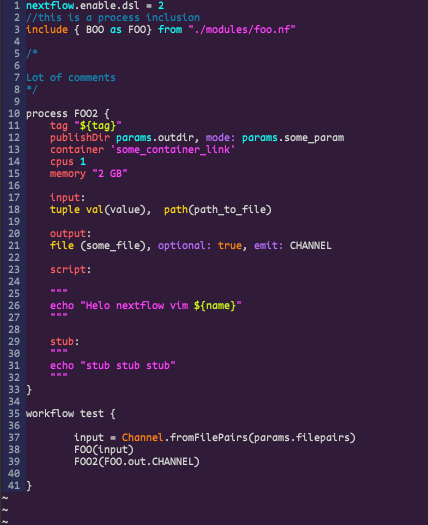 1 nextflow.enable.dsl = 2
2 //this is a process inclusion
3 include { BOO as FOO} from "./modules/foo.nf"
4
5 /*
6
7 Lot of comments
8 */
9
10 process FOO2 {
11 tag "${tag}"
12 publishDir params.outdir, mode: params.some_param
13 container 'some_container_link'
14 cpus 1
15 memory "2 GB"
16
17 input:
18 tuple val(value),  path(path_to_file)
19
20 output:
21 file (some_file), optional: true, emit: CHANNEL
22
23 script:
24
25 """
26 echo "Helo nextflow vim ${name}"
27 """
28
29 stub:
30 """
31 echo "stub stub stub"
32 """
33 }
34
35 workflow test {
36
37 input = Channel.fromFilePairs(params.filepairs)
38 FOO(input)
39 FOO2(FOO.out.CHANNEL)
40
41 }
~
~
~